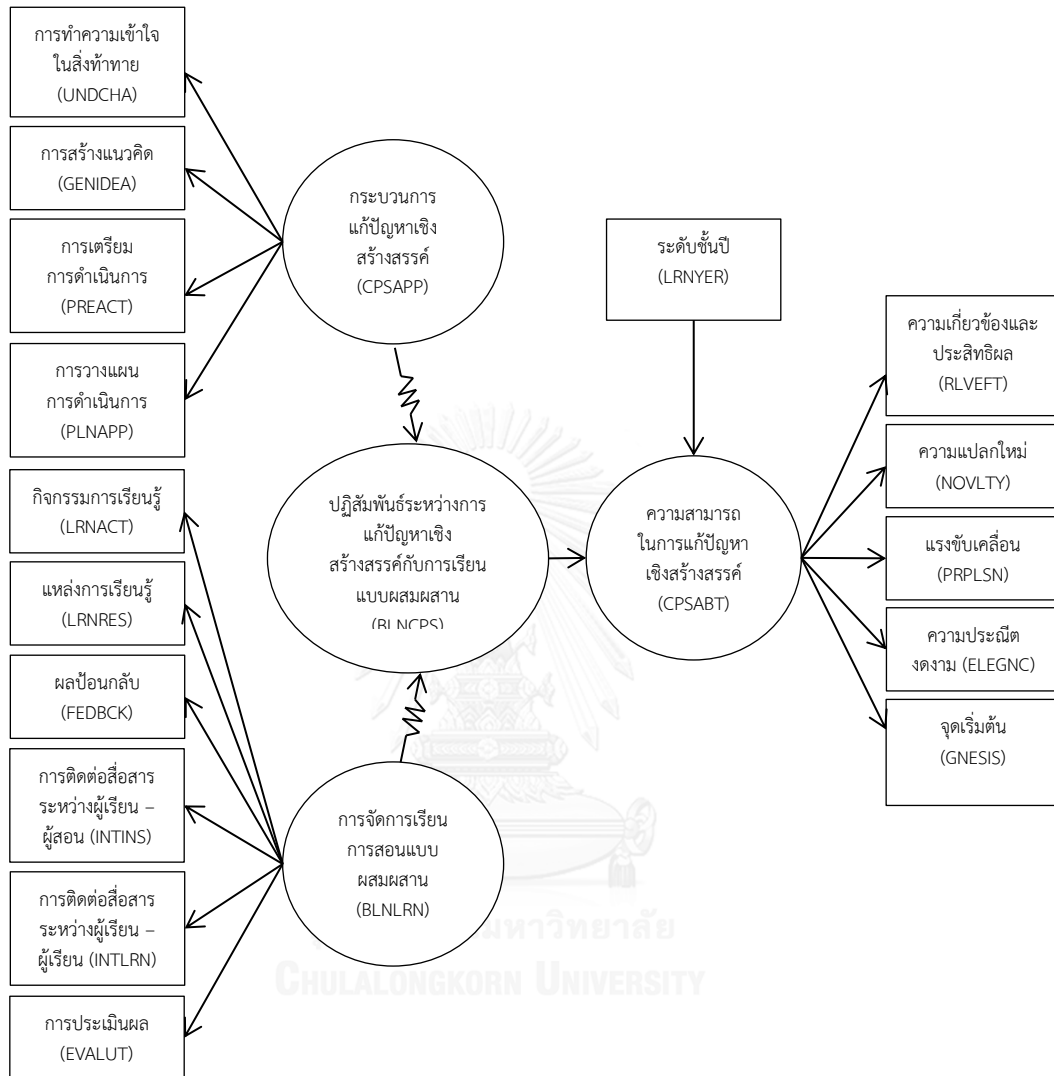 การทำความเข้าใจ
ในสิ่งท้าทาย
(UNDCHA)
การสร้างแนวคิด
(GENIDEA)
การเตรียม
การดำเนินการ
(PREACT)
การวางแผน
การดำเนินการ
(PLNAPP)
กิจกรรมการเรียนรู้
(LRNACT)
แหล่งการเรียนรู้
(LRNRES)
ผลป้อนกลับ
(FEDBCK)
การติดต่อสื่อสาร
ระหว่างผู้เรียน –
ผู้สอน (INTINS)
การติดต่อสื่อสาร
ระหว่างผู้เรียน –
ผู้เรียน (INTLRN)
การประเมินผล
(EVALUT)
กระบวนการ
แก้ปัญหาเชิง
สร้างสรรค์
(CPSAPP)
ปฏิสัมพันธ์ระหว่างการ
แก้ปัญหาเชิง
สร้างสรรค์กับการเรียน
แบบผสมผสาน
(BLNCPS)
การจัดการเรียน
การสอนแบบ
ผสมผสาน
(BLNLRN)
ระดับชั้นปี
(LRNYER)
ความสามารถ
ในการแก้ปัญหา
เชิงสร้างสรรค์
(CPSABT)
ความเกี่ยวข้องและ
ประสิทธิผล
(RLVEFT)
ความแปลกใหม่
(NOVLTY)
แรงขับเคลื่อน
(PRPLSN)
ความประณีต
งดงาม (ELEGNC)
จุดเริ่มต้น
(GNESIS)
มหาวิทยาลัย
CHULALONGKORN UNIVERSITY